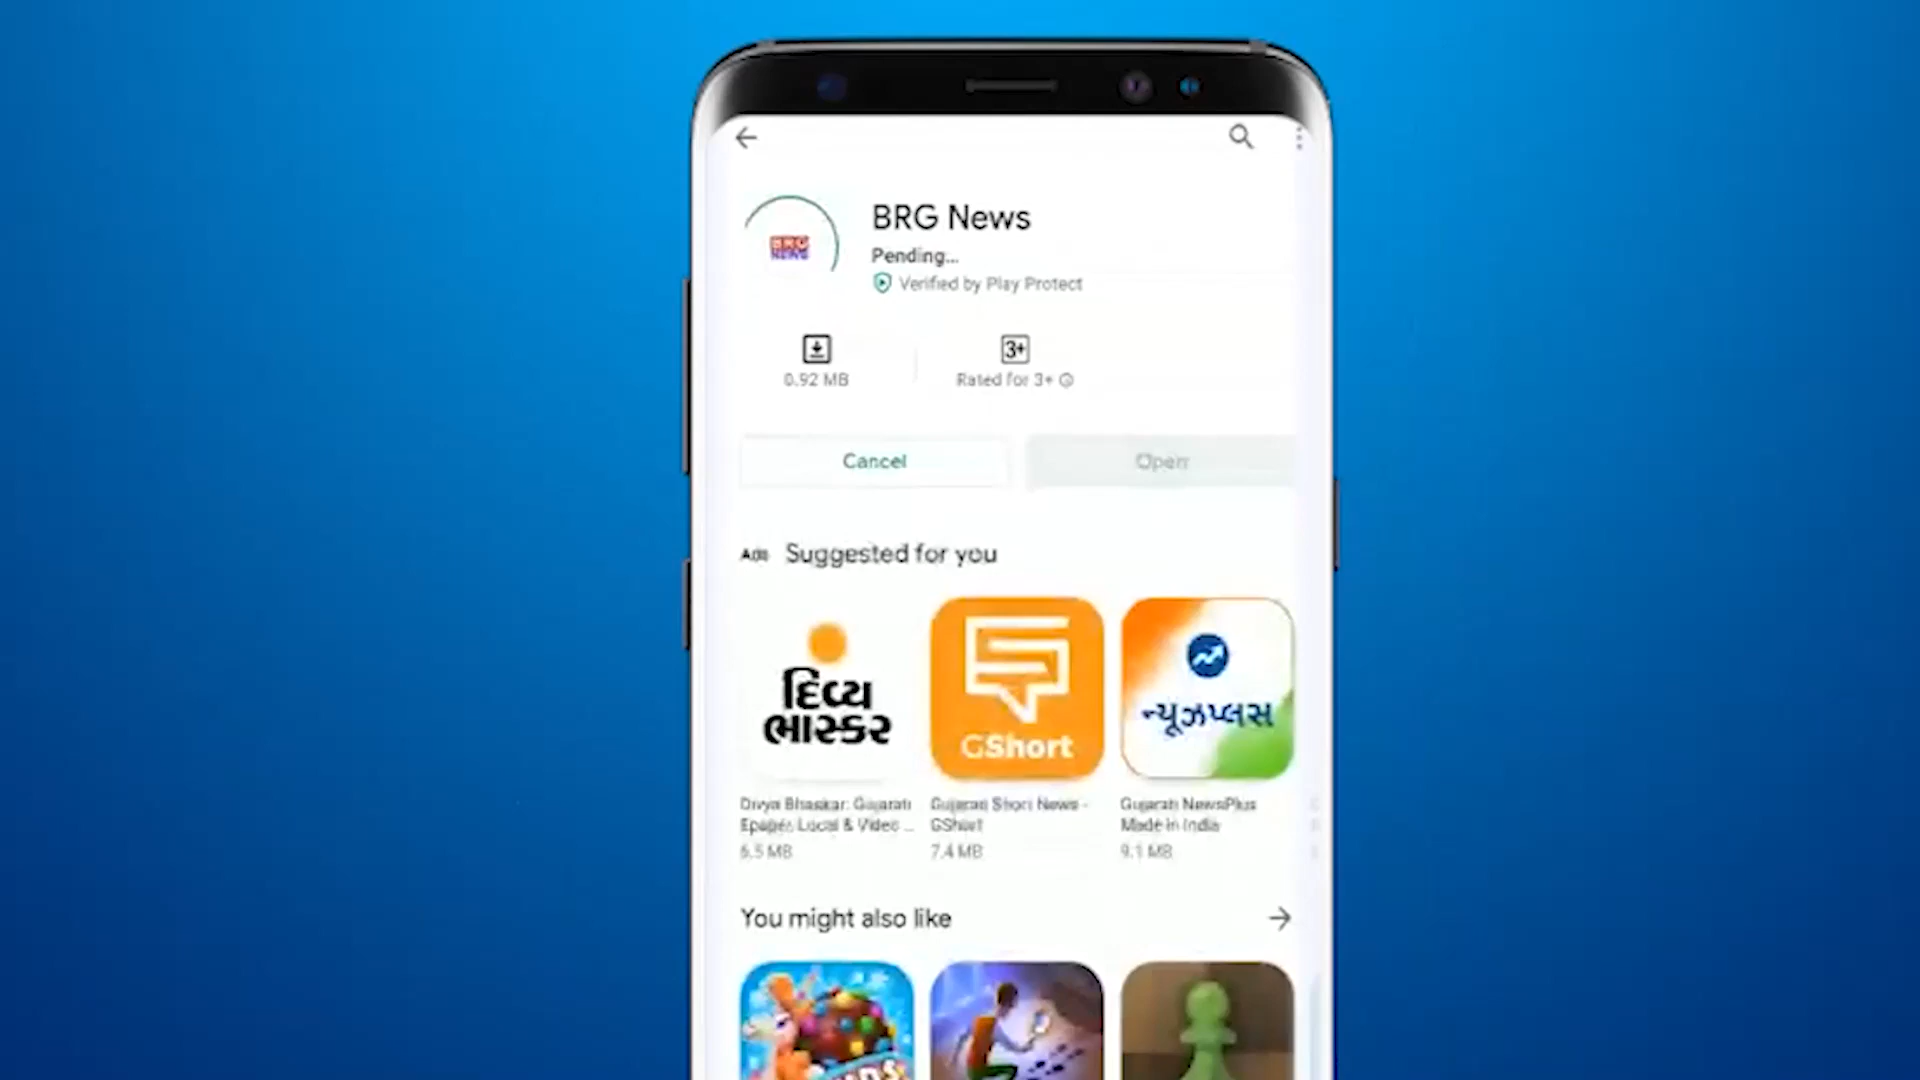 BRG News
BRG
NEWS
Pending...
Verified by Play Protect
3+
0.92 MB
Rated for 3+
Cancel
Open
Ads Suggested for you
દિવ્ય
ભાસ્કર
GShort
ન્યૂઝપ્લસ
Divya Bhaskar: Gujarati
Epaper, Local & Video ...
6.5 MB
Gujarati Short News -
GShort
7.4 MB
Gujarati NewsPlus
Made in India
9.1 MB
You might also like